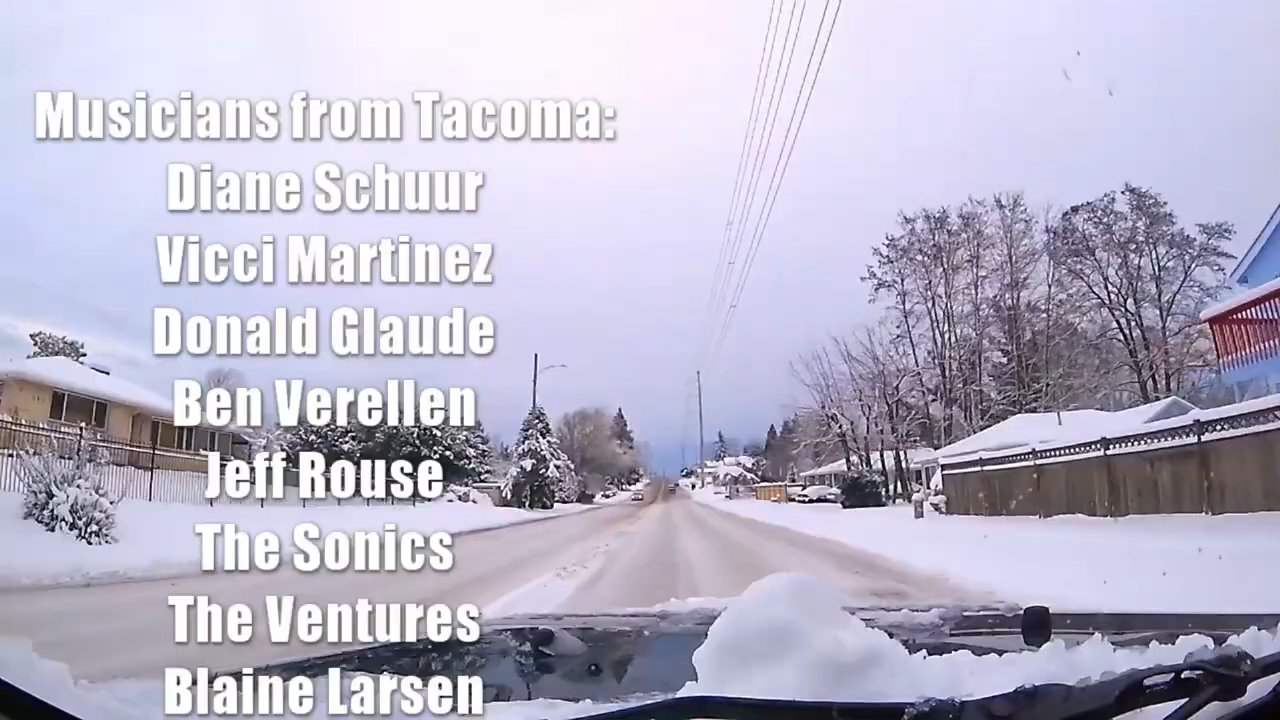 Musicians from Tacoma:
Diane Schuur
Vicci Martinez
Donald Glaude
Ben Verellen
Jeff Rouse
The Sonics
The Ventures
Blaine Larsen